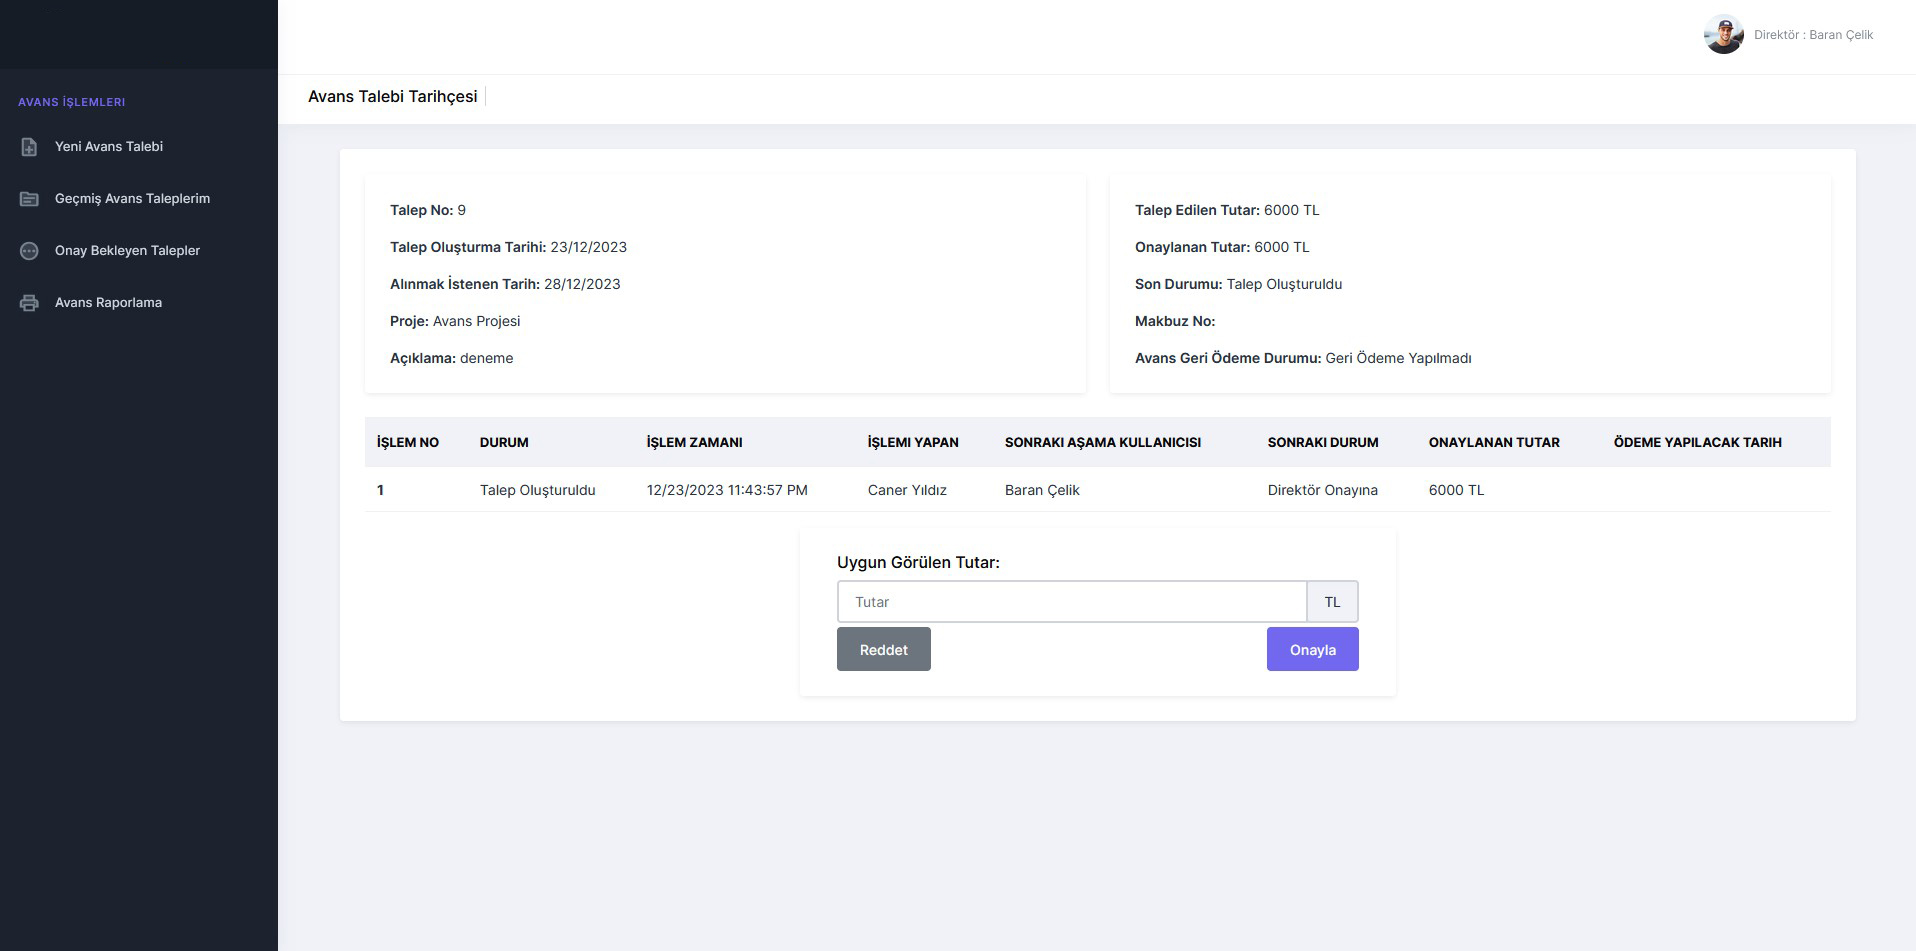 Direktör : Baran Çelik
AVANS İŞLEMLERI
Yeni Avans Talebi
Geçmiş Avans Taleplerim
Onay Bekleyen Talepler
Avans Raporlama
Avans Talebi Tarihçesi
Talep No: 9
Talep Oluşturma Tarihi: 23/12/2023
Alınmak İstenen Tarih: 28/12/2023
Proje: Avans Projesi
Açıklama: deneme
Talep Edilen Tutar: 6000 TL
Onaylanan Tutar: 6000 TL
Son Durumu: Talep Oluşturuldu
Makbuz No:
Avans Geri Ödeme Durumu: Geri Ödeme Yapılmadı
İŞLEM NO DURUM İŞLEM ZAMANI İŞLEMI YAPAN SONRAKI AŞAMA KULLANICISI SONRAKI DURUM ONAYLANAN TUTAR ÖDEME YAPILACAK TARIH
1 Talep Oluşturuldu 12/23/2023 11:43:57 PM Caner Yıldız Baran Çelik Direktör Onayına 6000 TL
Uygun Görülen Tutar:
Tutar TL
Reddet Onayla